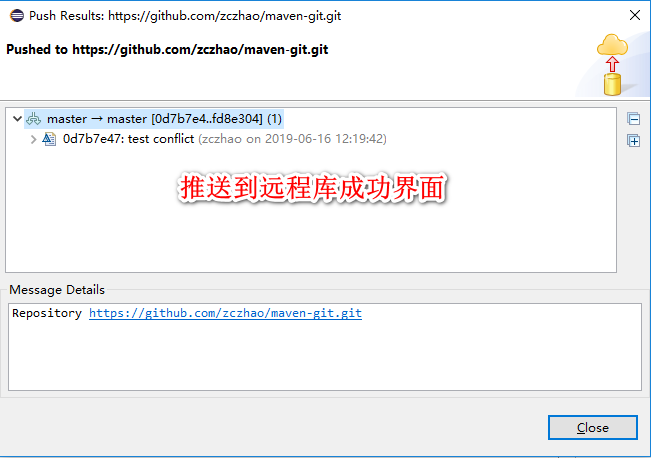 Push Results: https://github.com/zczhao/maven-git.git
Pushed to https://github.com/zczhao/maven-git.git
master → master [0d7b7e4..fd8e304] (1)
0d7b7e47: test conflict (zczhao on 2019-06-16 12:19:42)
推送到远程库成功界面
Message Details
Repository https://github.com/zczhao/maven-git.git
Close